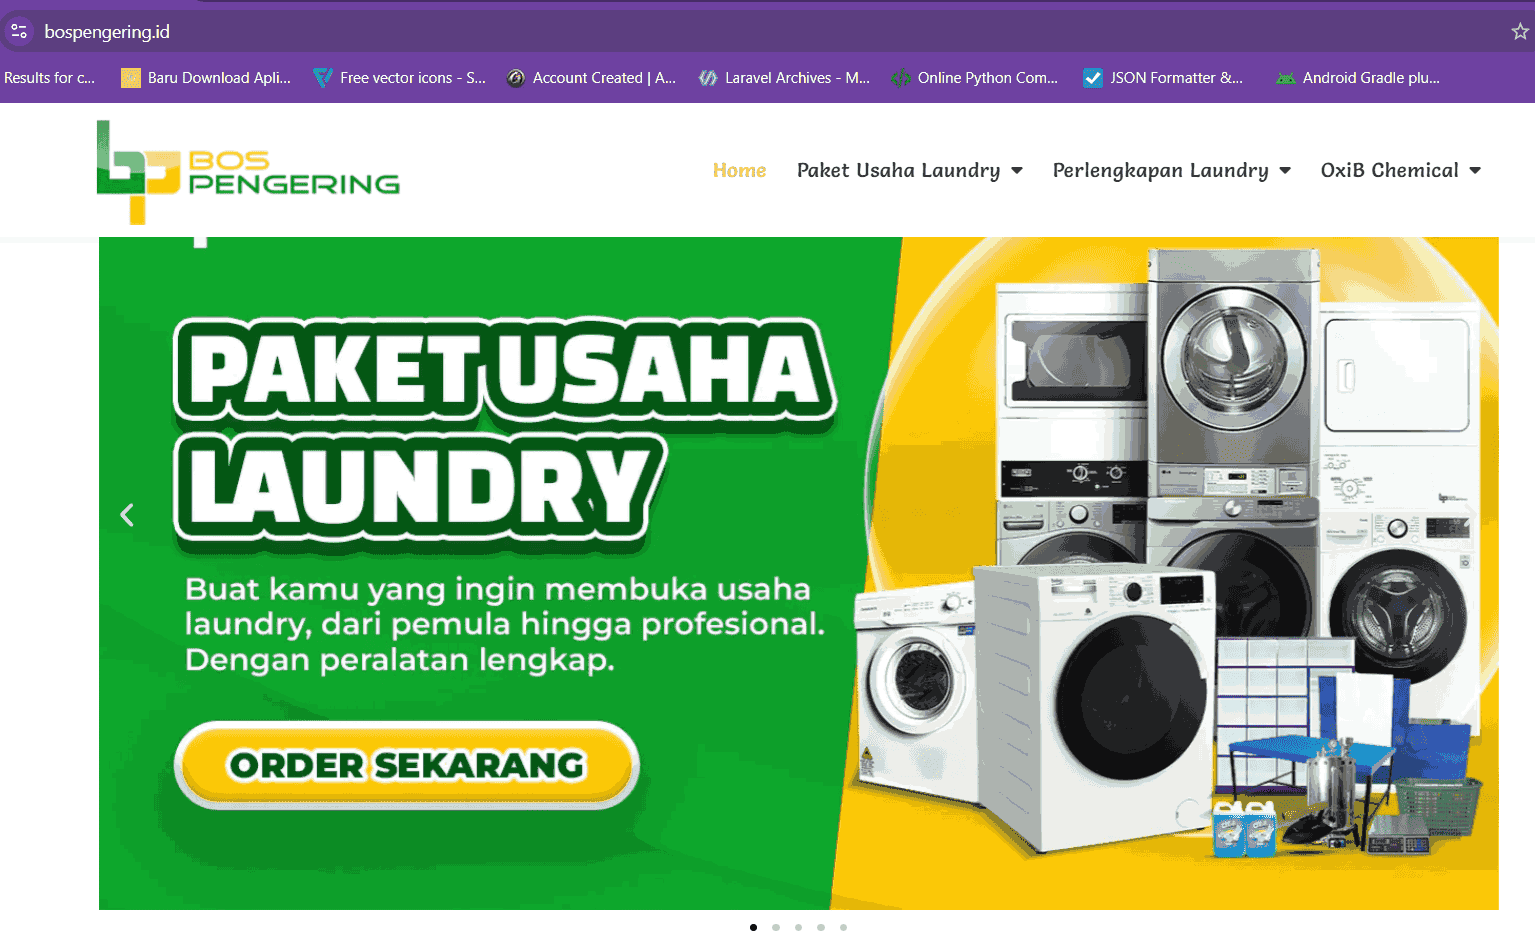 bospengering.id
Results for c...
Baru Download Apli...
Free vector icons - S...
Account Created | A...
Laravel Archives - M...
Online Python Com...
JSON Formatter &...
Android Gradle plu...
BOS
PENGERING
Home
Paket Usaha Laundry
Perlengkapan Laundry
OxiB Chemical
PAKET USAHA
LAUNDRY
Buat kamu yang ingin membuka usaha
laundry, dari pemula hingga profesional.
Dengan peralatan lengkap.
ORDER SEKARANG